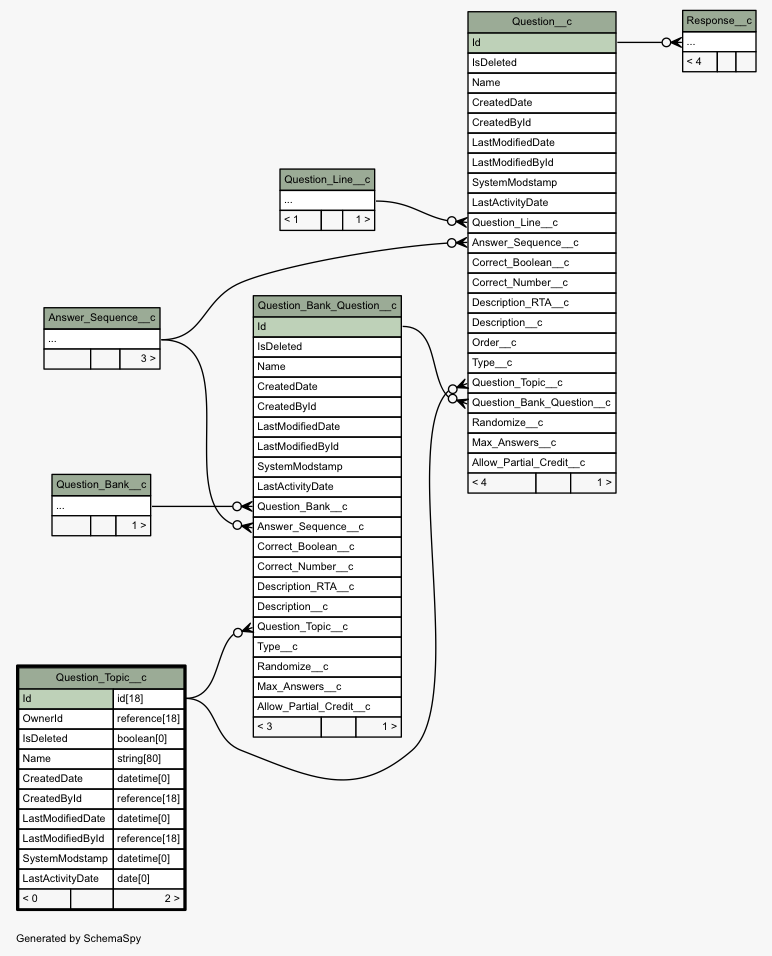 Question__c
Id
IsDeleted
Name
CreatedDate
CreatedById
LastModifiedDate
LastModifiedById
SystemModstamp
LastActivityDate
Question_Line__c
Answer_Sequence__c
Correct_Boolean__c
Correct_Number__c
Description_RTA__c
Description__c
Order__c
Type__c
Question_Topic__c
Question_Bank_Question__c
Randomize__c
Max_Answers__c
Allow_Partial_Credit__c
< 4 1 >
Response__c
...
< 4
Question_Line__c
...
< 1 1 >
Answer_Sequence__c
...
3 >
Question_Bank_Question__c
Id
IsDeleted
Name
CreatedDate
CreatedById
LastModifiedDate
LastModifiedById
SystemModstamp
LastActivityDate
Question_Bank__c
Answer_Sequence__c
Correct_Boolean__c
Correct_Number__c
Description_RTA__c
Description__c
Question_Topic__c
Type__c
Randomize__c
Max_Answers__c
Allow_Partial_Credit__c
< 3 1 >
Question_Bank__c
...
1 >
Question_Topic__c
Id id[18]
OwnerId reference[18]
IsDeleted boolean[0]
Name string[80]
CreatedDate datetime[0]
CreatedById reference[18]
LastModifiedDate datetime[0]
LastModifiedById reference[18]
SystemModstamp datetime[0]
LastActivityDate date[0]
< 0 2 >
Generated by SchemaSpy